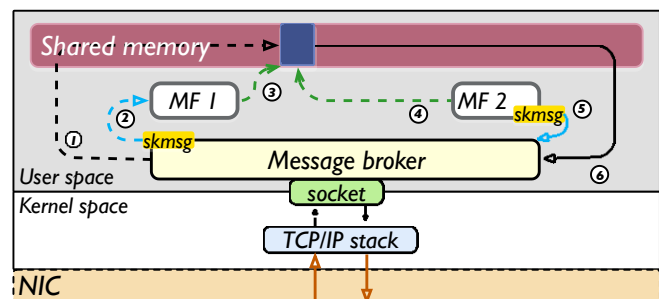 Shared memory
MF 1
③
MF 2
②
④
⑤
skmsg
①
skmsg
Message broker
⑥
User space
socket
Kernel space
TCP/IP stack
NIC